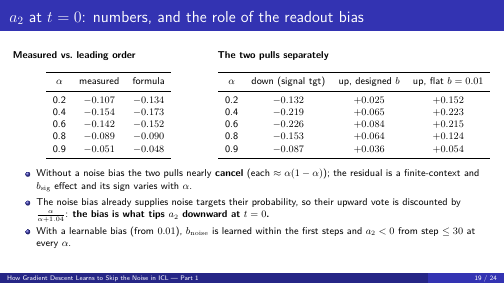 a₂ at t = 0: numbers, and the role of the readout bias
Measured vs. leading order
α measured formula
0.2 −0.107 −0.134
0.4 −0.154 −0.173
0.6 −0.142 −0.152
0.8 −0.089 −0.090
0.9 −0.051 −0.048
The two pulls separately
α down (signal tgt) up, designed b up, flat b = 0.01
0.2 −0.132 +0.025 +0.152
0.4 −0.219 +0.065 +0.223
0.6 −0.226 +0.084 +0.215
0.8 −0.153 +0.064 +0.124
0.9 −0.087 +0.036 +0.054
Without a noise bias the two pulls nearly cancel (each ≈ α(1 − α)); the residual is a finite-context and
b_sig effect and its sign varies with α.
The noise bias already supplies noise targets their probability, so their upward vote is discounted by
α/(α+1.04): the bias is what tips a₂ downward at t = 0.
With a learnable bias (from 0.01), b_noise is learned within the first steps and a₂ < 0 from step ≤ 30 at
every α.
How Gradient Descent Learns to Skip the Noise in ICL — Part 1 19 / 24